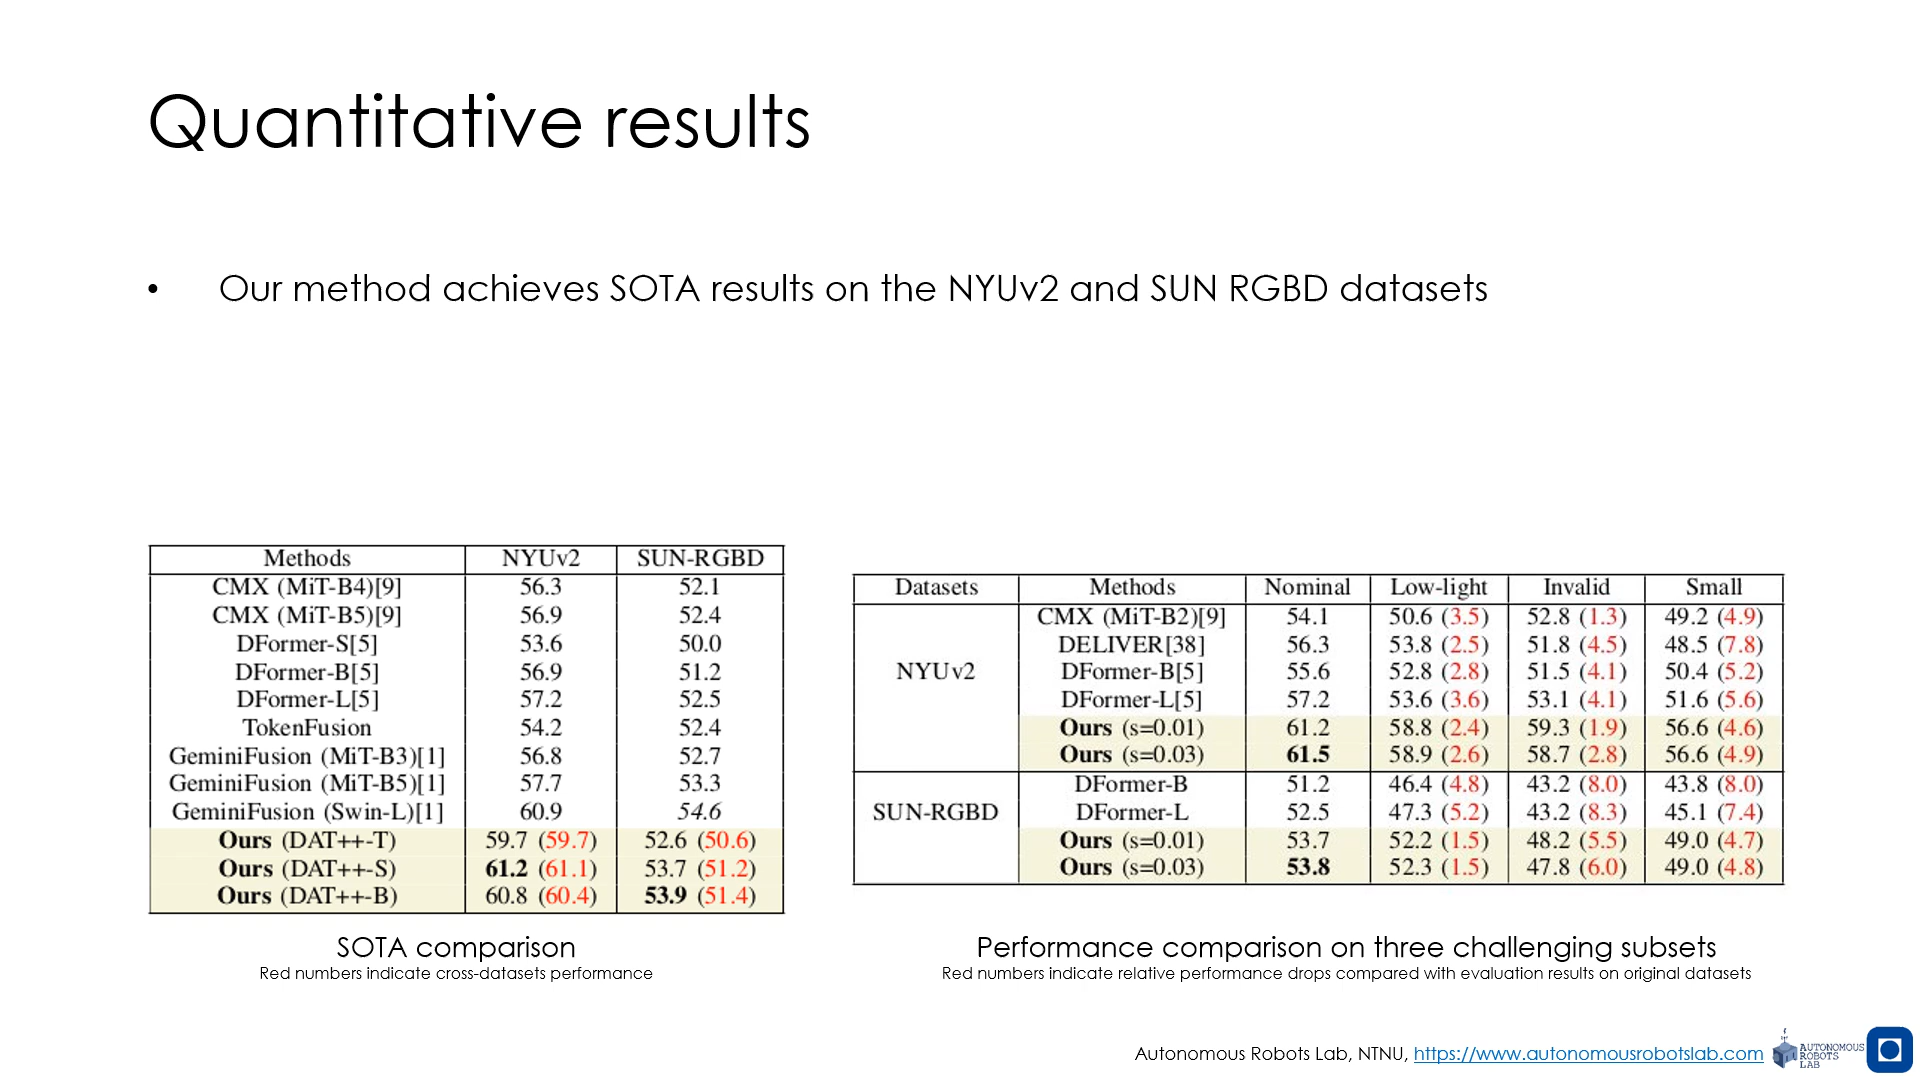 Quantitative results
• Our method achieves SOTA results on the NYUv2 and SUN RGBD datasets
Methods NYUv2 SUN-RGBD
CMX (MiT-B4)[9] 56.3 52.1
CMX (MiT-B5)[9] 56.9 52.4
DFormer-S[5] 53.6 50.0
DFormer-B[5] 56.9 51.2
DFormer-L[5] 57.2 52.5
TokenFusion 54.2 52.4
GeminiFusion (MiT-B3)[1] 56.8 52.7
GeminiFusion (MiT-B5)[1] 57.7 53.3
GeminiFusion (Swin-L)[1] 60.9 54.6
Ours (DAT++-T) 59.7 (59.7) 52.6 (50.6)
Ours (DAT++-S) 61.2 (61.1) 53.7 (51.2)
Ours (DAT++-B) 60.8 (60.4) 53.9 (51.4)
SOTA comparison
Red numbers indicate cross-datasets performance
Datasets Methods Nominal Low-light Invalid Small
CMX (MiT-B2)[9] 54.1 50.6 (3.5) 52.8 (1.3) 49.2 (4.9)
DELIVER[38] 56.3 53.8 (2.5) 51.8 (4.5) 48.5 (7.8)
NYUv2 DFormer-B[5] 55.6 52.8 (2.8) 51.5 (4.1) 50.4 (5.2)
DFormer-L[5] 57.2 53.6 (3.6) 53.1 (4.1) 51.6 (5.6)
Ours (s=0.01) 61.2 58.8 (2.4) 59.3 (1.9) 56.6 (4.6)
Ours (s=0.03) 61.5 58.9 (2.6) 58.7 (2.8) 56.6 (4.9)
DFormer-B 51.2 46.4 (4.8) 43.2 (8.0) 43.8 (8.0)
SUN-RGBD DFormer-L 52.5 47.3 (5.2) 43.2 (8.3) 45.1 (7.4)
Ours (s=0.01) 53.7 52.2 (1.5) 48.2 (5.5) 49.0 (4.7)
Ours (s=0.03) 53.8 52.3 (1.5) 47.8 (6.0) 49.0 (4.8)
Performance comparison on three challenging subsets
Red numbers indicate relative performance drops compared with evaluation results on original datasets
Autonomous Robots Lab, NTNU, https://www.autonomousrobotslab.com
AUTONOMOUS
ROBOTS
LAB